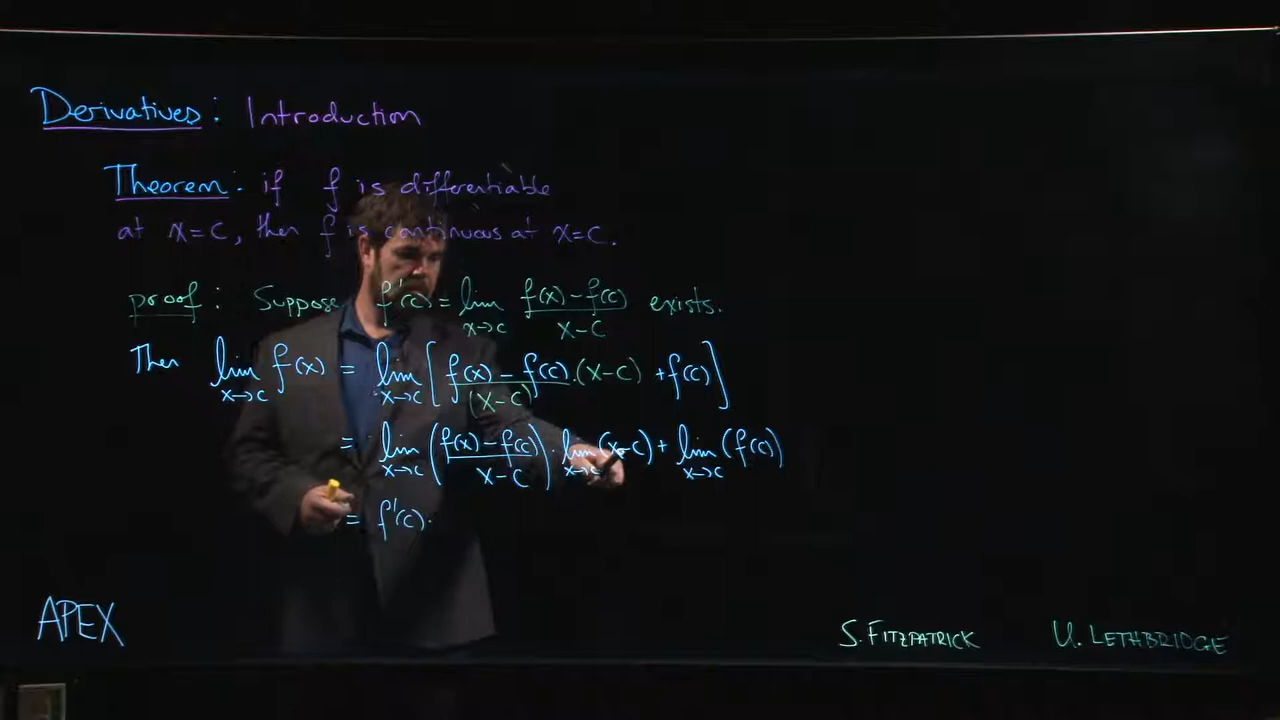 Derivatives: Introduction
Theorem: if f is differentiable
at x=c, then f is continuous at x=c.
proof: Suppose f'(c) = lim x→c (f(x)-f(c))/(x-c) exists.
Then lim x→c f(x) = lim x→c [ (f(x)-f(c))/(x-c) · (x-c) + f(c) ]
= lim x→c ( (f(x)-f(c))/(x-c) ) · lim x→c (x-c) + lim x→c (f(c))
= f'(c) ·
APEX
S. FITZPATRICK
U. LETHBRIDGE